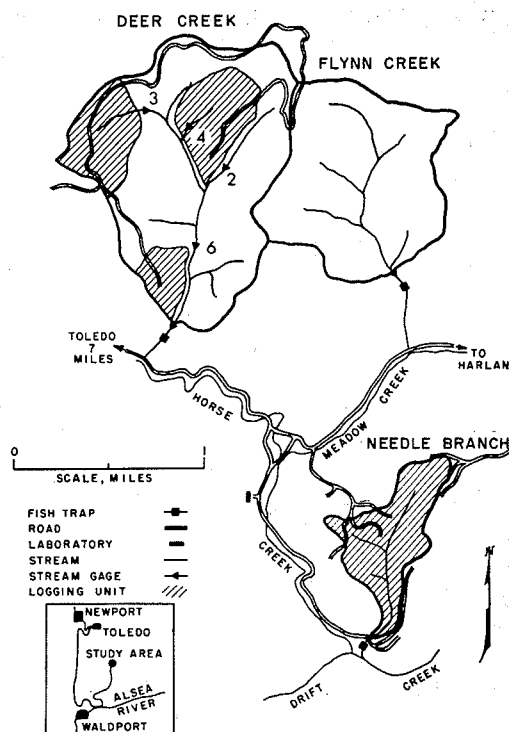 DEER CREEK
FLYNN CREEK
3
4
2
6
TOLEDO
7
MILES
TO
HARLAN
HORSE
CREEK
MEADOW
CREEK
NEEDLE BRANCH
0 1
SCALE, MILES
FISH TRAP
ROAD
LABORATORY
STREAM
STREAM GAGE
LOGGING UNIT
N
DRIFT CREEK
NEWPORT
TOLEDO
STUDY AREA
ALSEA
RIVER
WALDPORT